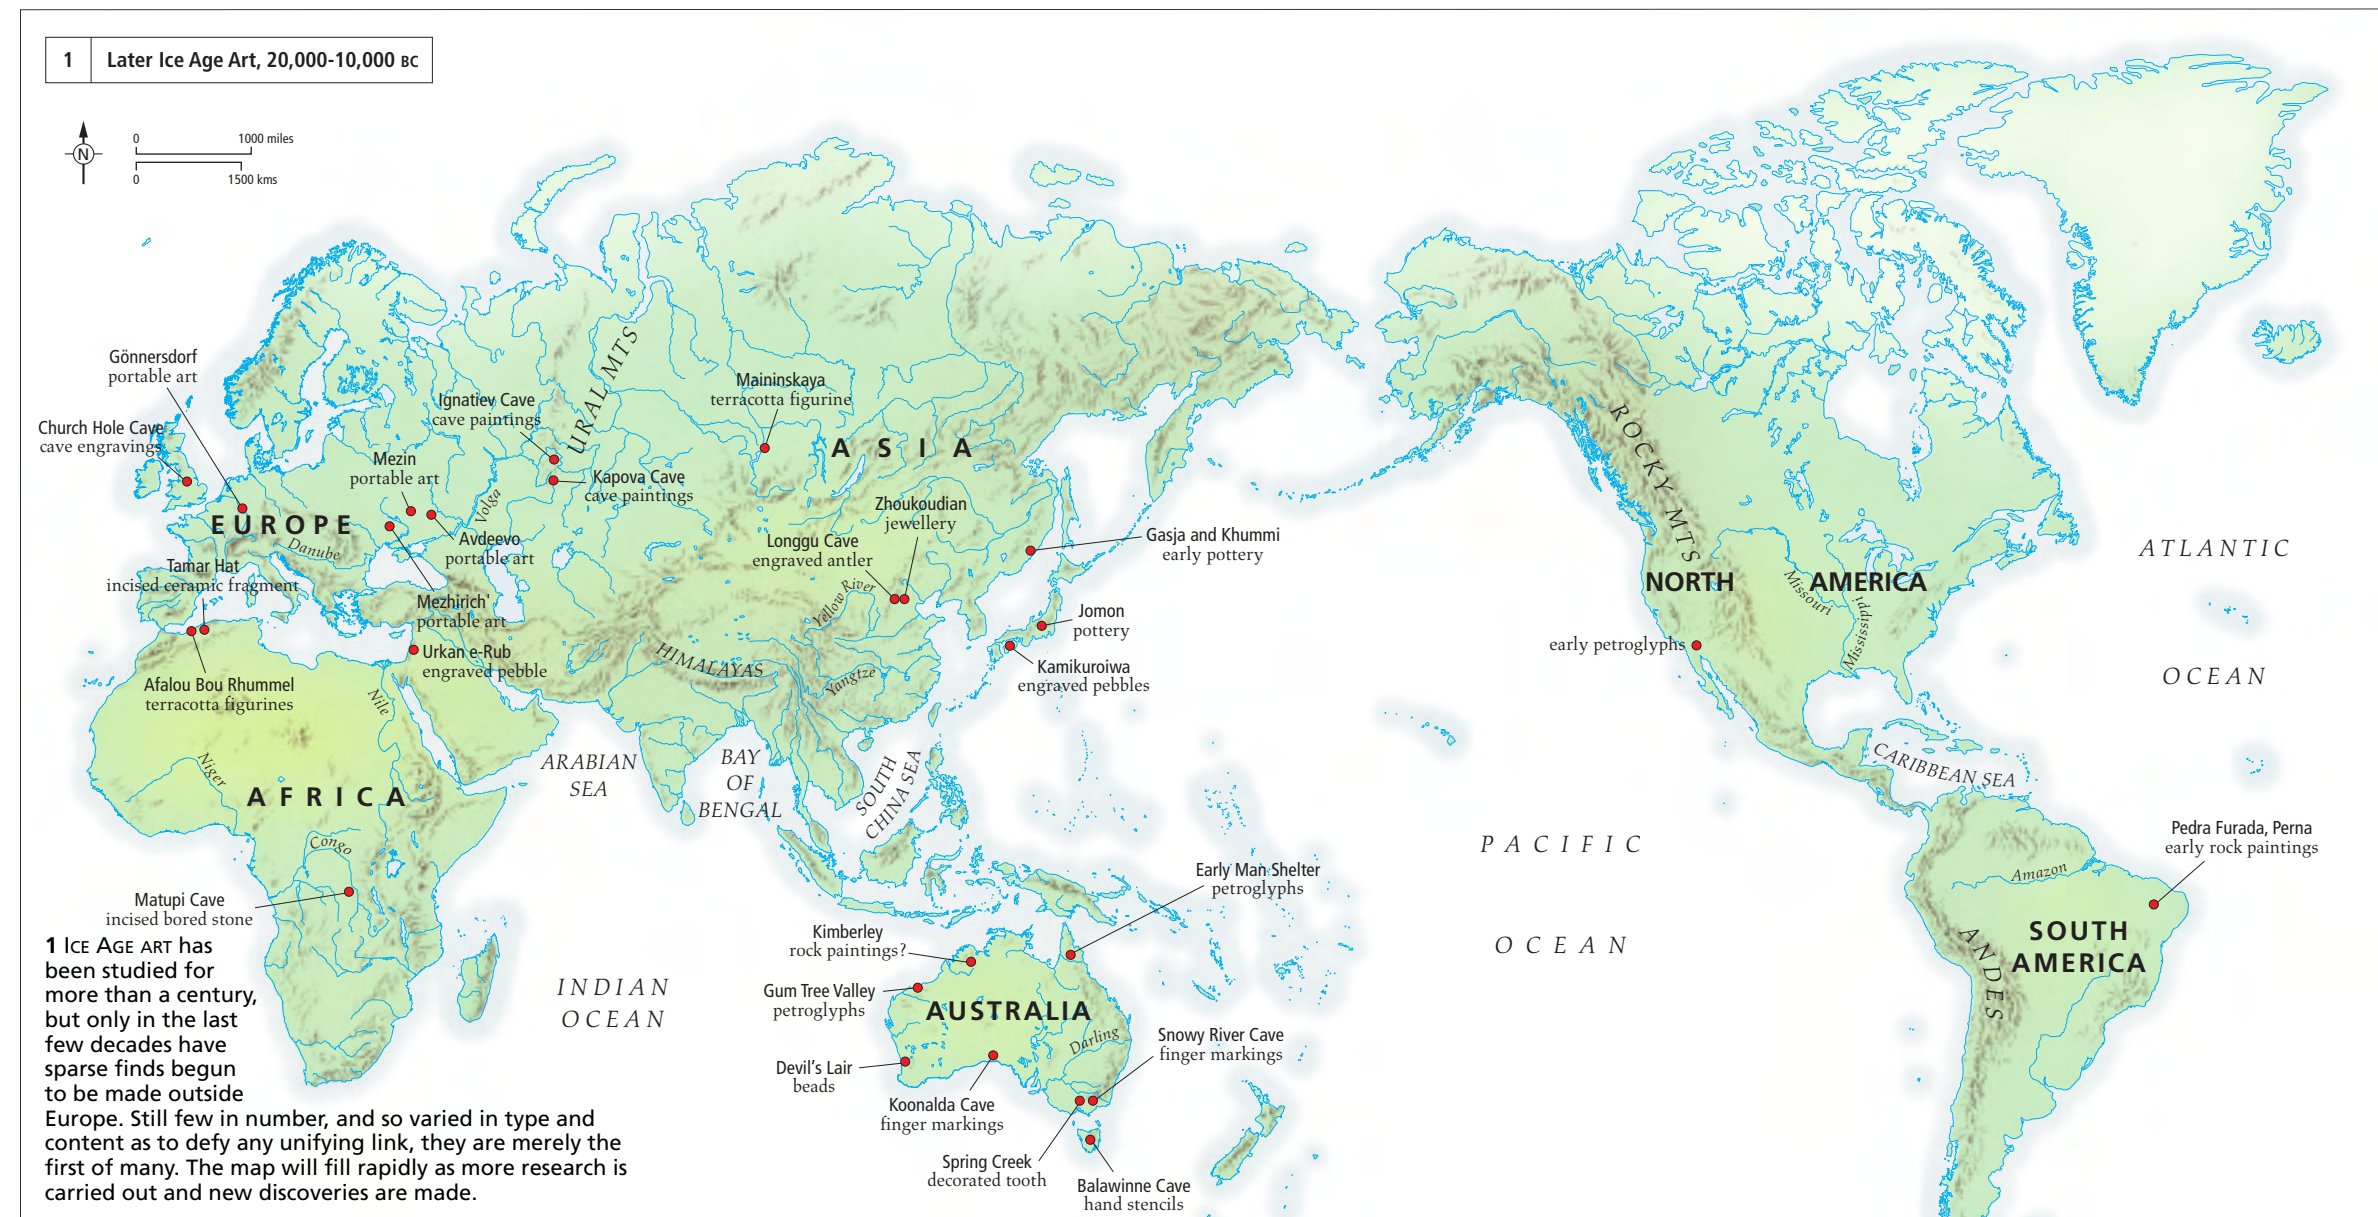 1 Later Ice Age Art, 20,000-10,000 BC
N
0 1000 miles
0 1500 kms
Gönnersdorf
portable art
Church Hole Cave
cave engravings
Ignatiev Cave
cave paintings
URAL MTS
Maininskaya
terracotta figurine
ASIA
Mezin
portable art
Kapova Cave
cave paintings
Volga
Zhoukoudian
jewellery
EUROPE
Danube
Avdeevo
portable art
Longgu Cave
engraved antler
Gasja and Khummi
early pottery
Tamar Hat
incised ceramic fragment
Mezhirich'
portable art
Yellow River
Jomon
pottery
Urkan e-Rub
engraved pebble
HIMALAYAS
Yangtze
Kamikuroiwa
engraved pebbles
Afalou Bou Rhummel
terracotta figurines
Nile
Niger
ARABIAN
SEA
BAY
OF
BENGAL
SOUTH
CHINA SEA
AFRICA
Congo
Matupi Cave
incised bored stone
INDIAN
OCEAN
Early Man Shelter
petroglyphs
Kimberley
rock paintings?
Gum Tree Valley
petroglyphs
AUSTRALIA
Darling
Snowy River Cave
finger markings
Devil's Lair
beads
Koonalda Cave
finger markings
Spring Creek
decorated tooth
Balawinne Cave
hand stencils
ROCKY MTS
NORTH AMERICA
Missouri
Mississippi
early petroglyphs
ATLANTIC
OCEAN
CARIBBEAN SEA
PACIFIC
OCEAN
Pedra Furada, Perna
early rock paintings
Amazon
SOUTH
AMERICA
ANDES
1 ICE AGE ART has
been studied for
more than a century,
but only in the last
few decades have
sparse finds begun
to be made outside
Europe. Still few in number, and so varied in type and
content as to defy any unifying link, they are merely the
first of many. The map will fill rapidly as more research is
carried out and new discoveries are made.